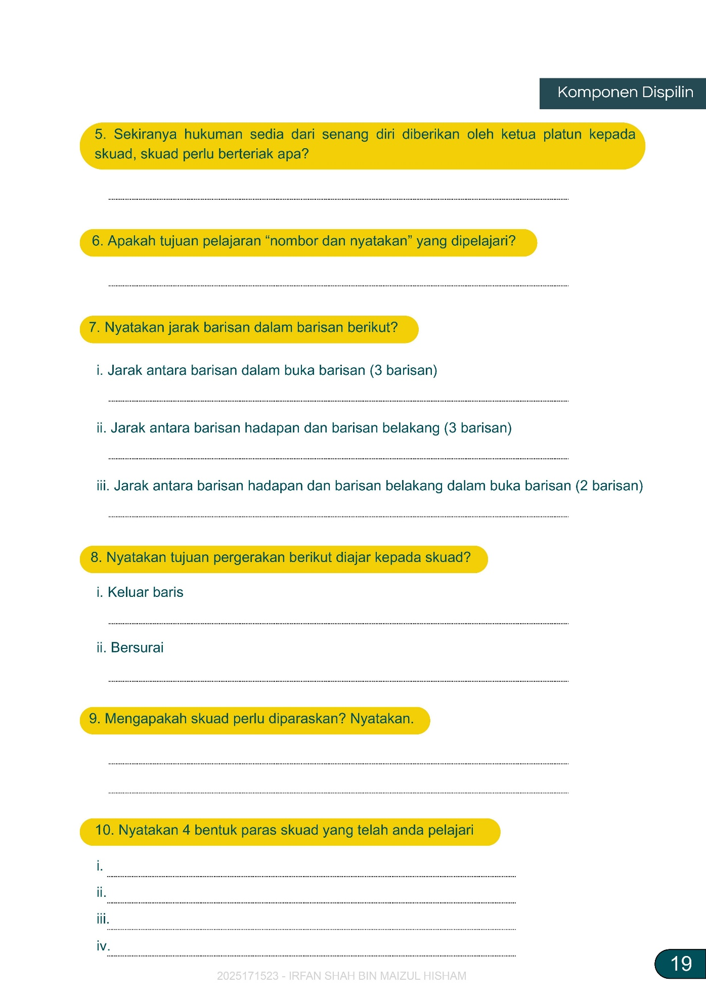 Komponen Dispilin
5. Sekiranya hukuman sedia dari senang diri diberikan oleh ketua platun kepada
skuad, skuad perlu berteriak apa?
6. Apakah tujuan pelajaran “nombor dan nyatakan” yang dipelajari?
7. Nyatakan jarak barisan dalam barisan berikut?
i. Jarak antara barisan dalam buka barisan (3 barisan)
ii. Jarak antara barisan hadapan dan barisan belakang (3 barisan)
iii. Jarak antara barisan hadapan dan barisan belakang dalam buka barisan (2 barisan)
8. Nyatakan tujuan pergerakan berikut diajar kepada skuad?
i. Keluar baris
ii. Bersurai
9. Mengapakah skuad perlu diparaskan? Nyatakan.
10. Nyatakan 4 bentuk paras skuad yang telah anda pelajari
i.
ii.
iii.
iv.
19
2025171523 - IRFAN SHAH BIN MAIZUL HISHAM